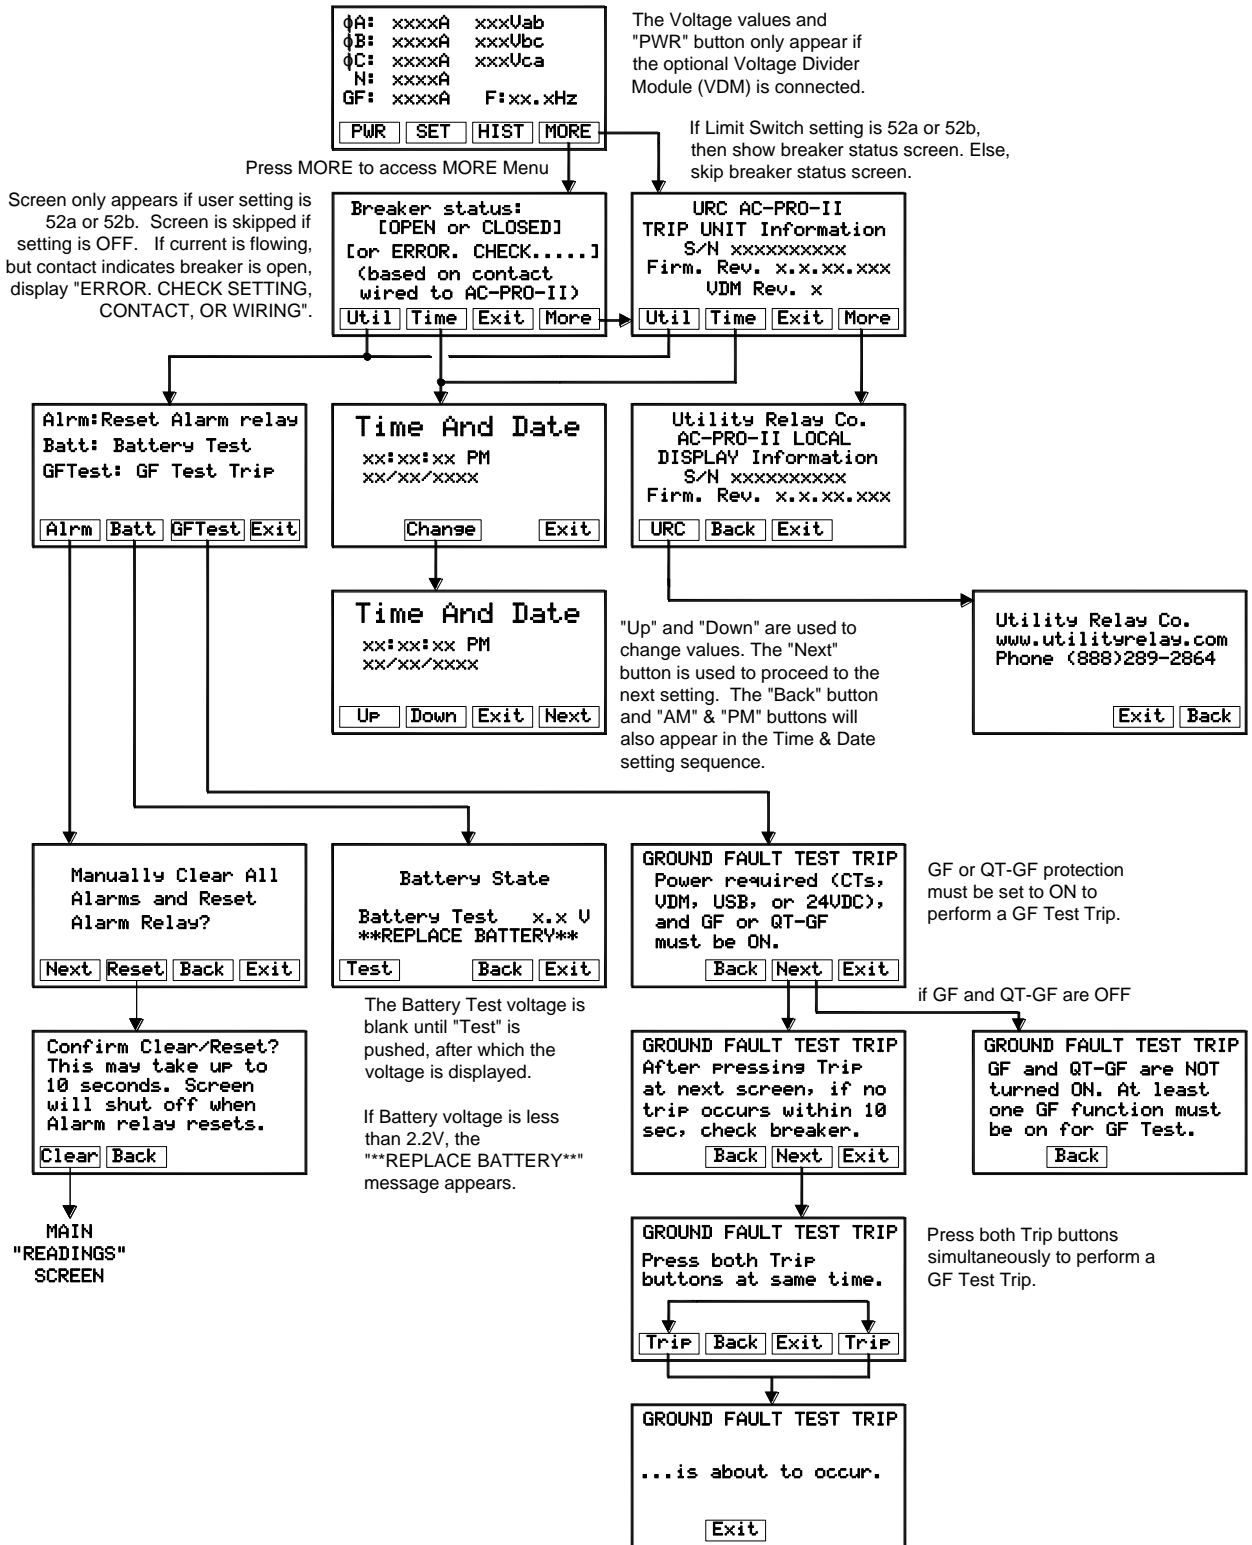 ϕA: xxxxA xxxVab
ϕB: xxxxA xxxVbc
ϕC: xxxxA xxxVca
N: xxxxA
GF: xxxxA F:xx.xHz
PWR SET HIST MORE
The Voltage values and
"PWR" button only appear if
the optional Voltage Divider
Module (VDM) is connected.
Press MORE to access MORE Menu
If Limit Switch setting is 52a or 52b,
then show breaker status screen. Else,
skip breaker status screen.
Screen only appears if user setting is
52a or 52b. Screen is skipped if
setting is OFF. If current is flowing,
but contact indicates breaker is open,
display "ERROR. CHECK SETTING,
CONTACT, OR WIRING".
Breaker status:
[OPEN or CLOSED]
[or ERROR. CHECK.....]
(based on contact
wired to AC-PRO-II)
Util Time Exit More
URC AC-PRO-II
TRIP UNIT Information
S/N xxxxxxxxxx
Firm. Rev. x.x.xx.xxx
VDM Rev. x
Util Time Exit More
Alrm:Reset Alarm relay
Batt: Battery Test
GFTest: GF Test Trip
Alrm Batt GFTest Exit
Time And Date
xx:xx:xx PM
xx/xx/xxxx
Change Exit
Utility Relay Co.
AC-PRO-II LOCAL
DISPLAY Information
S/N xxxxxxxxxx
Firm. Rev. x.x.xx.xxx
URC Back Exit
Time And Date
xx:xx:xx PM
xx/xx/xxxx
Up Down Exit Next
"Up" and "Down" are used to
change values. The "Next"
button is used to proceed to the
next setting. The "Back" button
and "AM" & "PM" buttons will
also appear in the Time & Date
setting sequence.
Utility Relay Co.
www.utilityrelay.com
Phone (888)289-2864
Exit Back
Manually Clear All
Alarms and Reset
Alarm Relay?
Next Reset Back Exit
Battery State
Battery Test x.x V
**REPLACE BATTERY**
Test Back Exit
GROUND FAULT TEST TRIP
Power required (CTs,
VDM, USB, or 24VDC),
and GF or QT-GF
must be ON.
Back Next Exit
GF or QT-GF protection
must be set to ON to
perform a GF Test Trip.
if GF and QT-GF are OFF
The Battery Test voltage is
blank until "Test" is
pushed, after which the
voltage is displayed.
If Battery voltage is less
than 2.2V, the
"**REPLACE BATTERY**"
message appears.
Confirm Clear/Reset?
This may take up to
10 seconds. Screen
will shut off when
Alarm relay resets.
Clear Back
MAIN
"READINGS"
SCREEN
GROUND FAULT TEST TRIP
After pressing Trip
at next screen, if no
trip occurs within 10
sec, check breaker.
Back Next Exit
GROUND FAULT TEST TRIP
GF and QT-GF are NOT
turned ON. At least
one GF function must
be on for GF Test.
Back
GROUND FAULT TEST TRIP
Press both Trip
buttons at same time.
Trip Back Exit Trip
Press both Trip buttons
simultaneously to perform a
GF Test Trip.
GROUND FAULT TEST TRIP
...is about to occur.
Exit